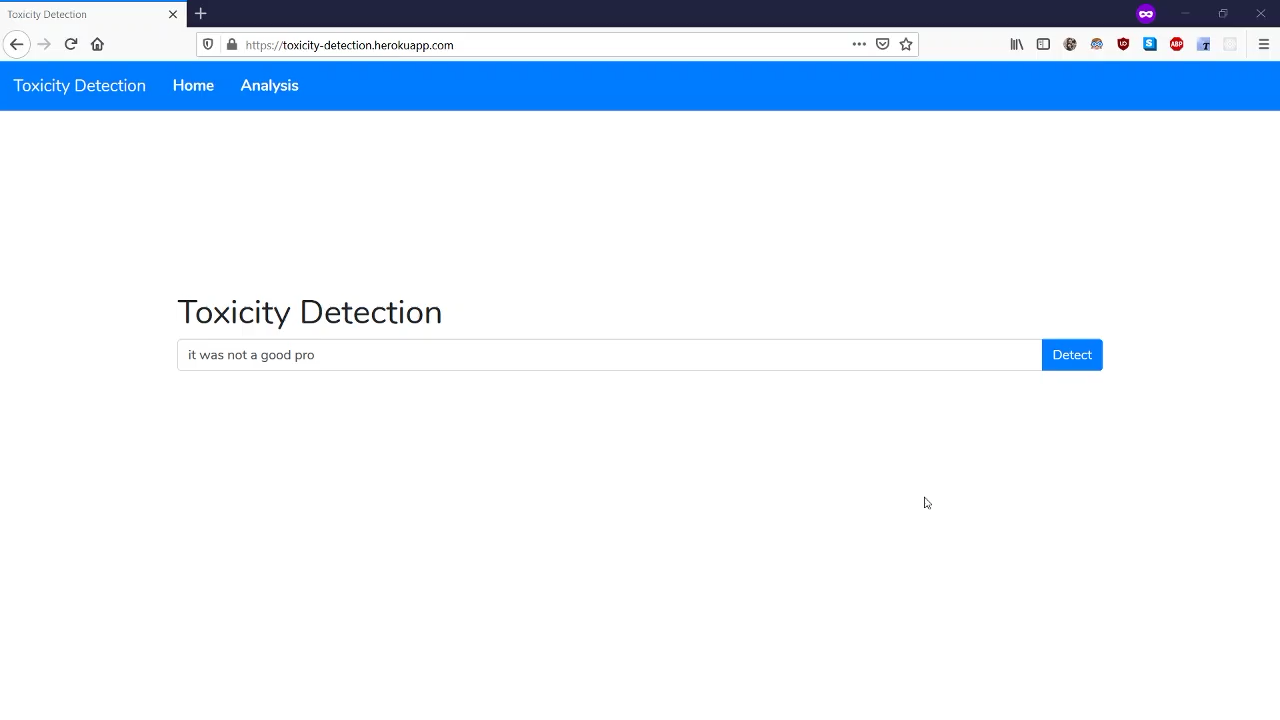 Toxicity Detection
https://toxicity-detection.herokuapp.com
ABP
Toxicity Detection Home Analysis
Toxicity Detection
it was not a good pro
Detect